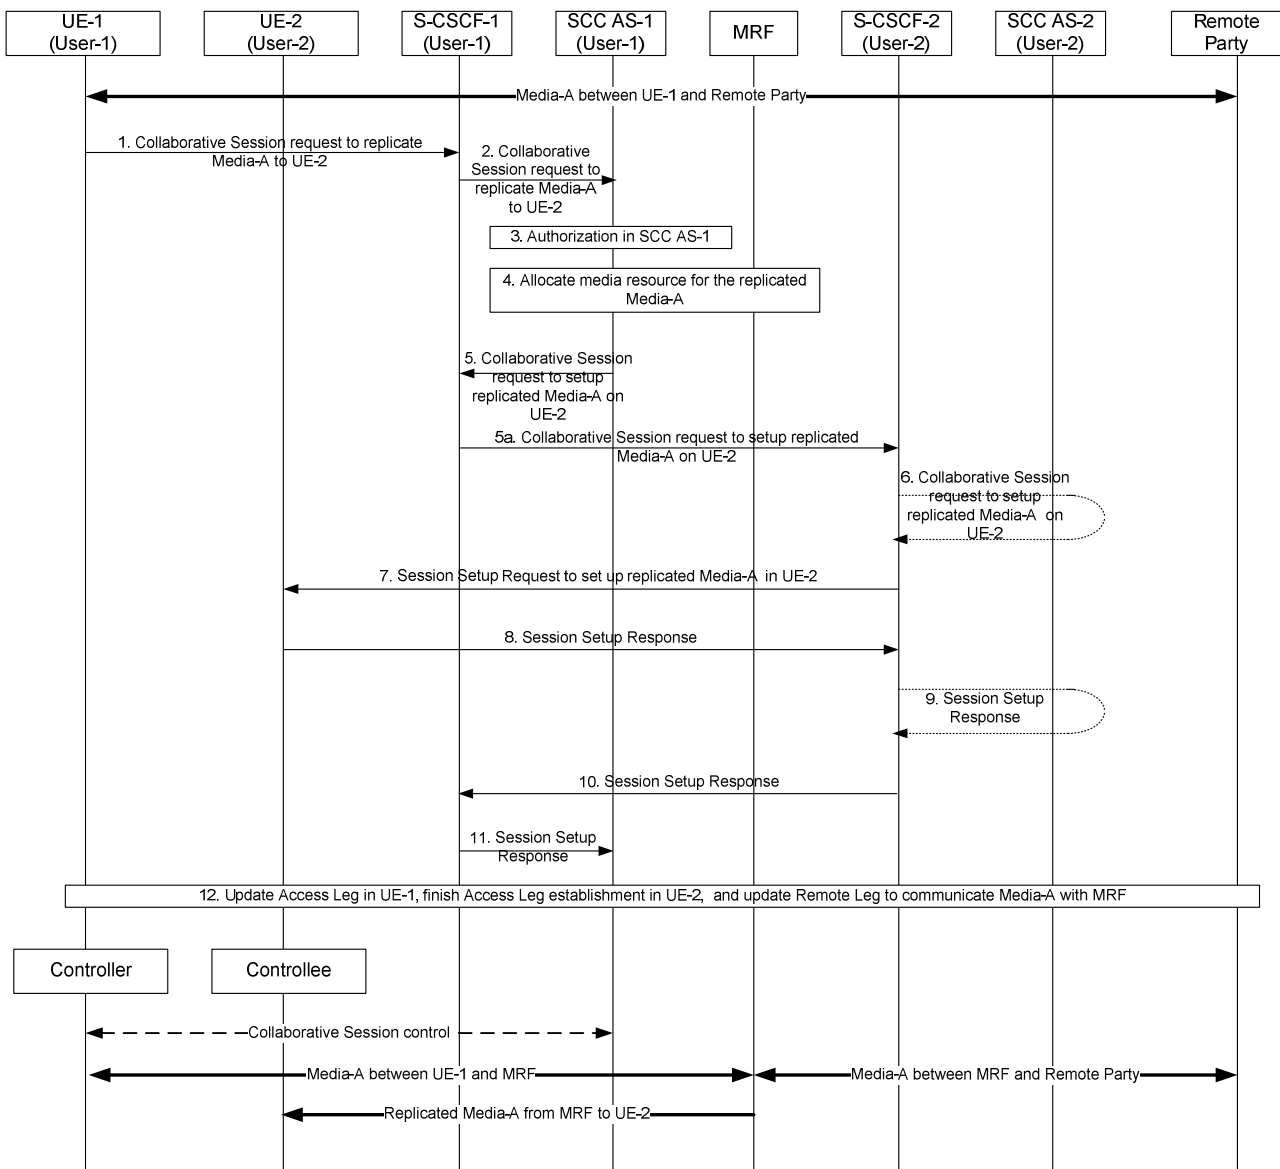 UE-1
(User-1)
UE-2
(User-2)
S-CSCF-1
(User-1)
SCC AS-1
(User-1)
MRF
S-CSCF-2
(User-2)
SCC AS-2
(User-2)
Remote
Party
Media-A between UE-1 and Remote Party
1. Collaborative Session request to replicate
Media-A to UE-2
2. Collaborative
Session request to
replicate Media-A
to UE-2
3. Authorization in SCC AS-1
4. Allocate media resource for the replicated
Media-A
5. Collaborative Session
request to setup
replicated Media-A on
UE-2
5a. Collaborative Session request to setup replicated
Media-A on UE-2
6. Collaborative Session
request to setup
replicated Media-A on
UE-2
7. Session Setup Request to set up replicated Media-A in UE-2
8. Session Setup Response
9. Session Setup
Response
10. Session Setup Response
11. Session Setup
Response
12. Update Access Leg in UE-1, finish Access Leg establishment in UE-2, and update Remote Leg to communicate Media-A with MRF
Controller
Controllee
Collaborative Session control
Media-A between UE-1 and MRF
Media-A between MRF and Remote Party
Replicated Media-A from MRF to UE-2